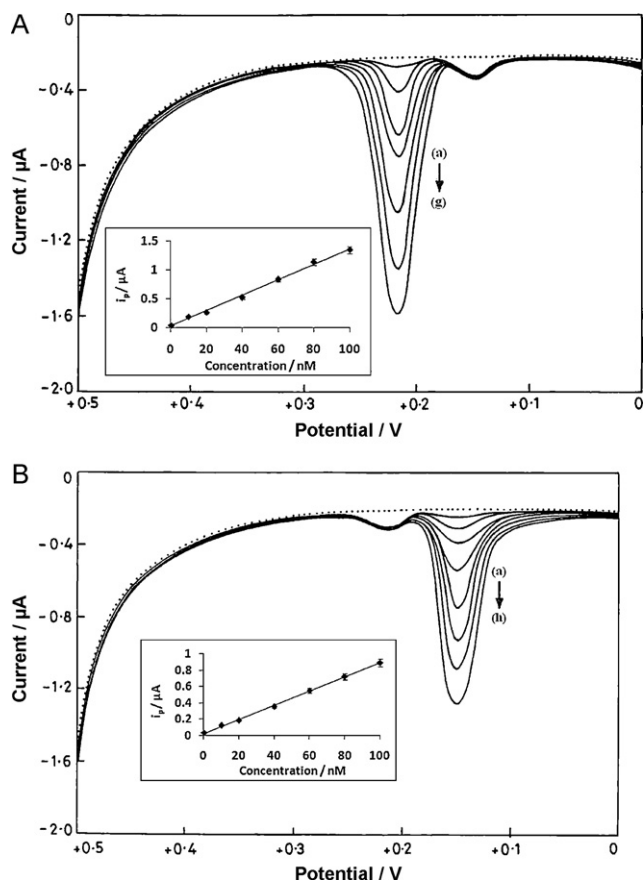 A
0
−0.4
−0.8
−1.2
−1.6
−2.0
Current / µA
(a)
(g)
1.5
1
0.5
0
iₚ/ µA
0 20 40 60 80 100
Concentration / nM
+0.5 +0.4 +0.3 +0.2 +0.1 0
Potential / V
B
0
−0.4
−0.8
−1.2
−1.6
−2.0
Current / µA
(a)
(h)
1
0.8
0.6
0.4
0.2
0
iₚ/ µA
0 20 40 60 80 100
Concentration / nM
+0.5 +0.4 +0.3 +0.2 +0.1 0
Potential / V